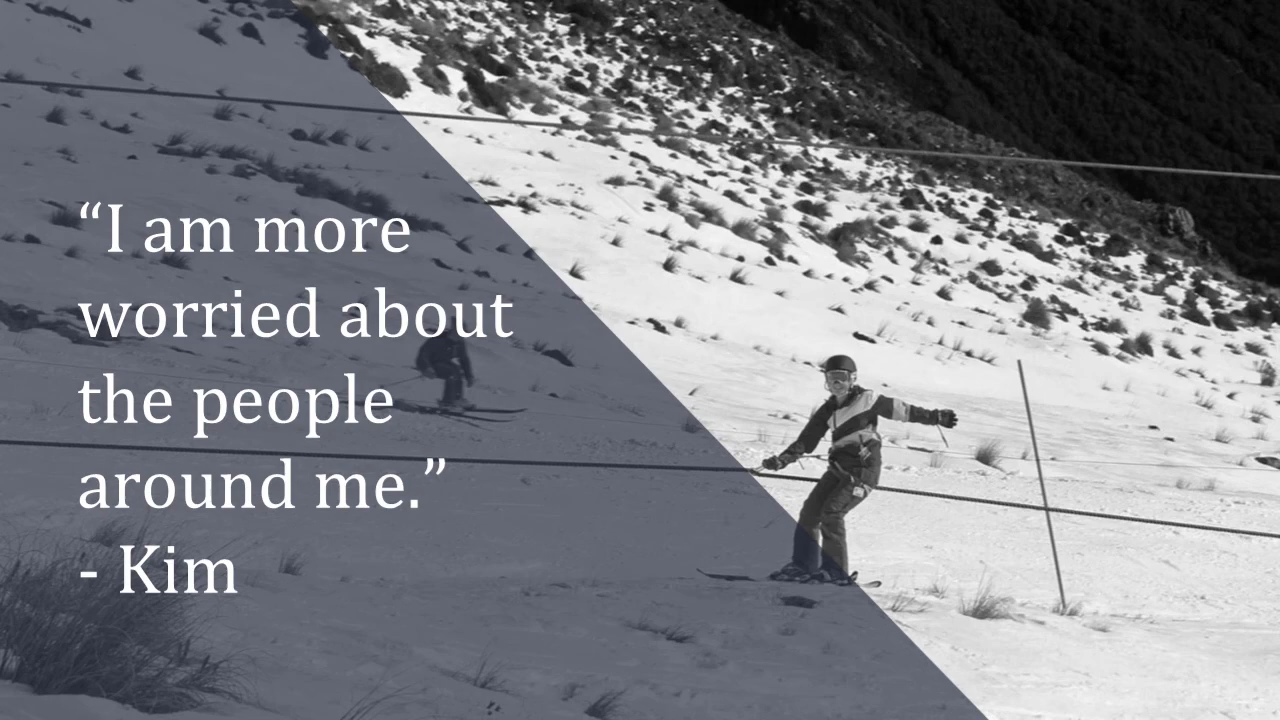 “I am more
worried about
the people
around me.”
- Kim